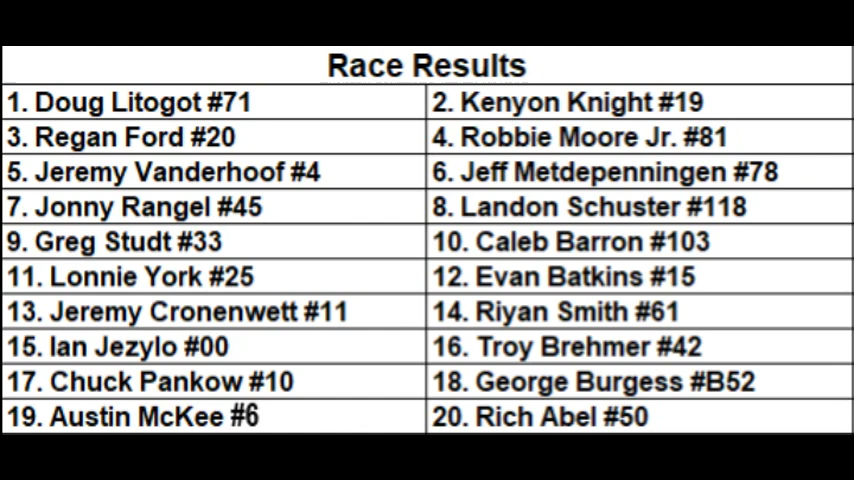 Race Results
1. Doug Litogot #71
2. Kenyon Knight #19
3. Regan Ford #20
4. Robbie Moore Jr. #81
5. Jeremy Vanderhoof #4
6. Jeff Metdepenningen #78
7. Jonny Rangel #45
8. Landon Schuster #118
9. Greg Studt #33
10. Caleb Barron #103
11. Lonnie York #25
12. Evan Batkins #15
13. Jeremy Cronenwett #11
14. Riyan Smith #61
15. Ian Jezylo #00
16. Troy Brehmer #42
17. Chuck Pankow #10
18. George Burgess #B52
19. Austin McKee #6
20. Rich Abel #50